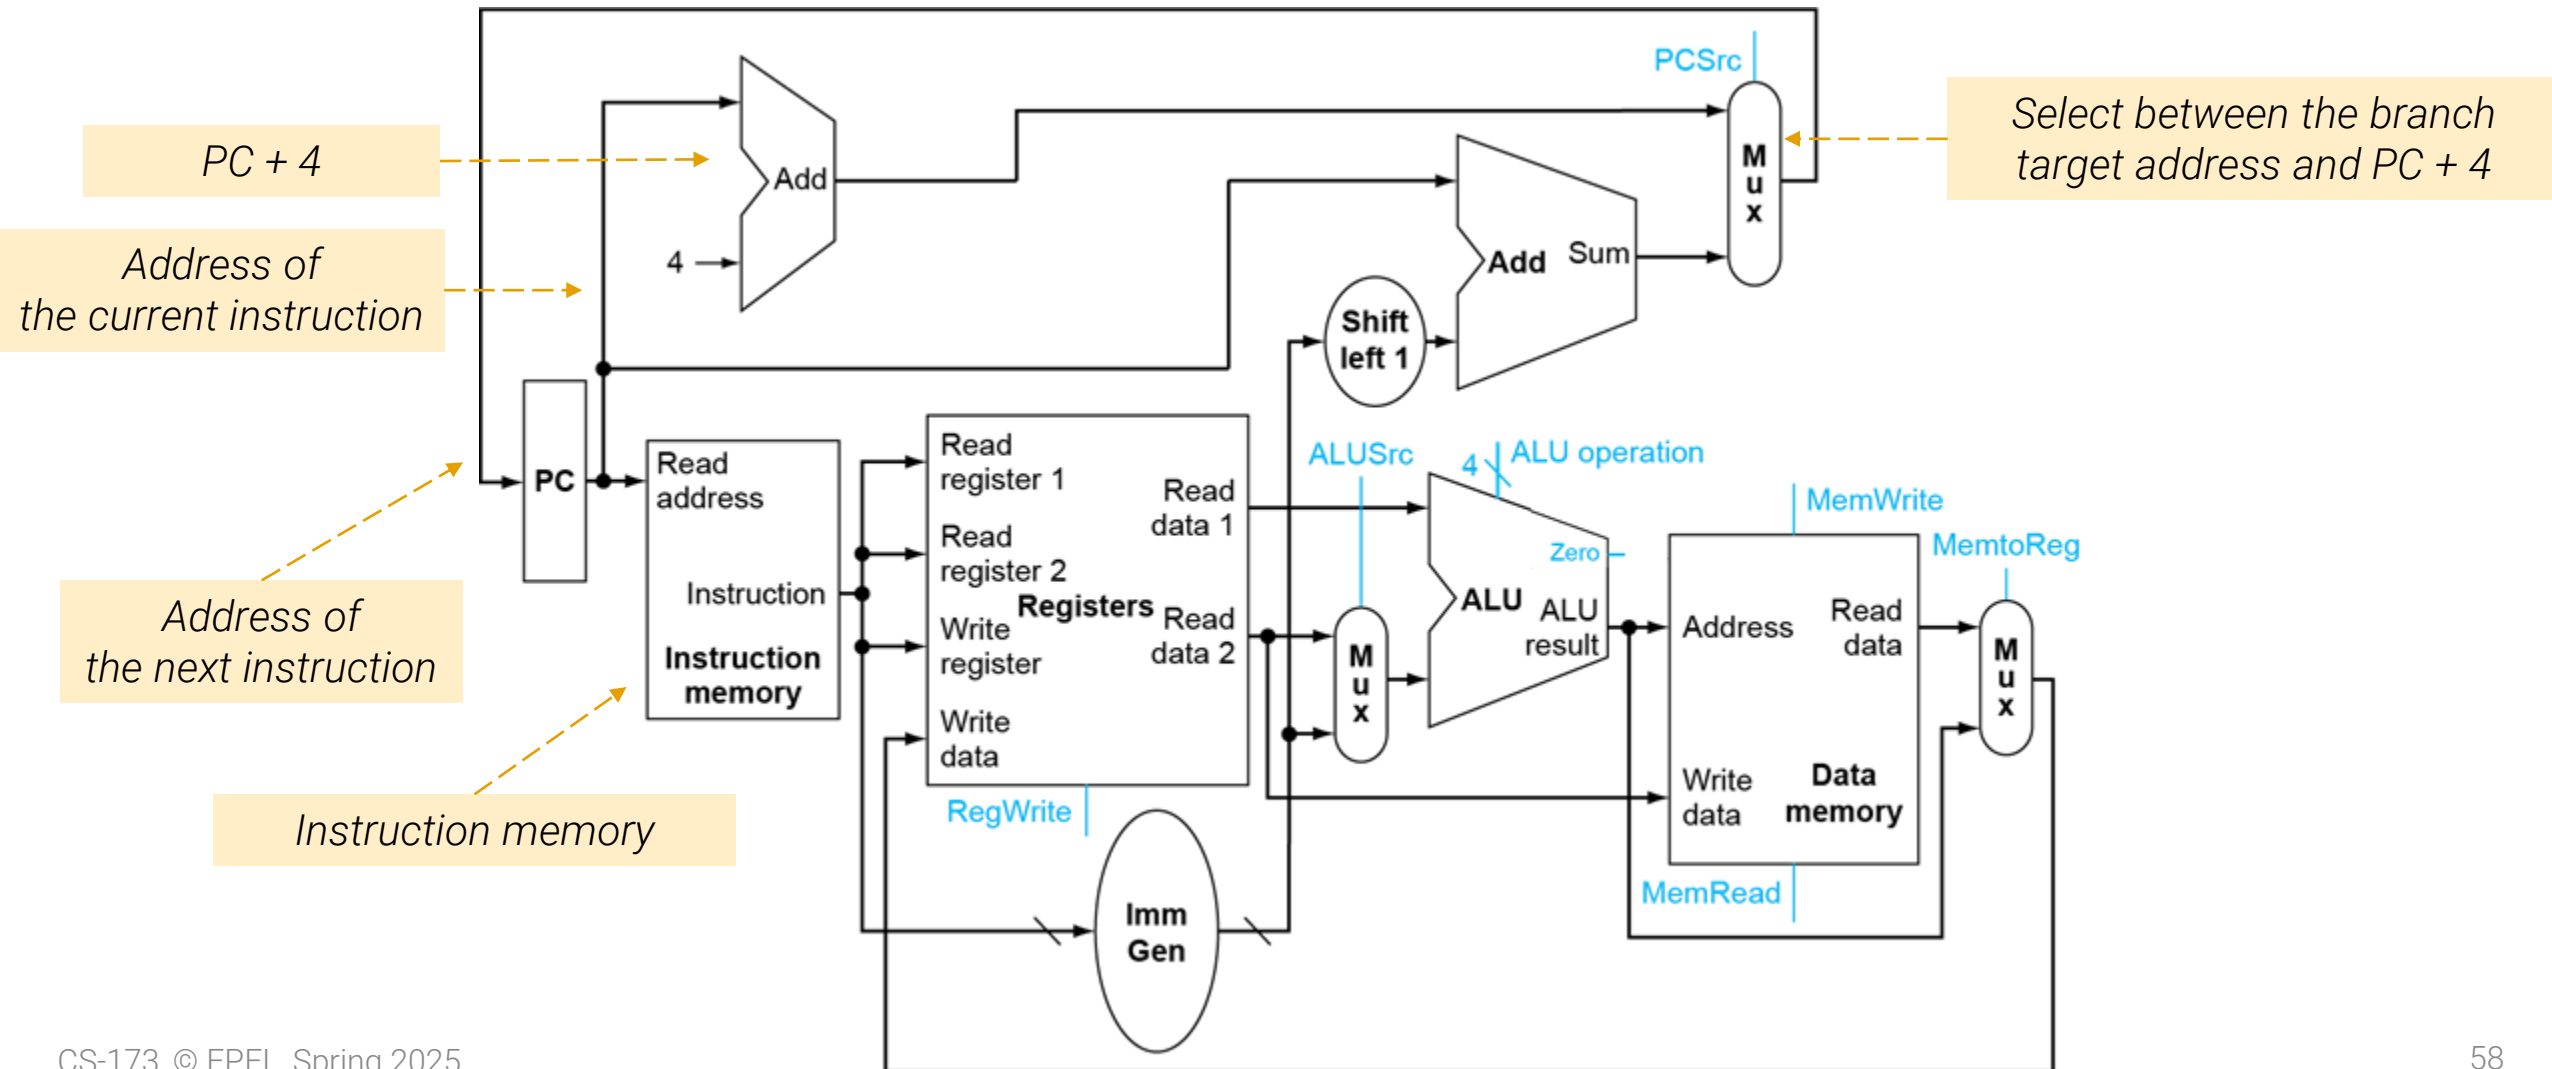 PCSrc
Select between the branch
target address and PC + 4
M
u
x
PC + 4
Add
4
Address of
the current instruction
Add
Sum
Shift
left 1
PC
Read
address
Instruction
Instruction
memory
Read
register 1
Read
register 2
Registers
Write
register
Write
data
Read
data 1
Read
data 2
RegWrite
ALUSrc
M
u
x
4
ALU operation
Zero
ALU
ALU
result
MemWrite
MemtoReg
Address
Read
data
Write
data
Data
memory
MemRead
M
u
x
Address of
the next instruction
Instruction memory
Imm
Gen
CS-173, © EPFL, Spring 2025
58